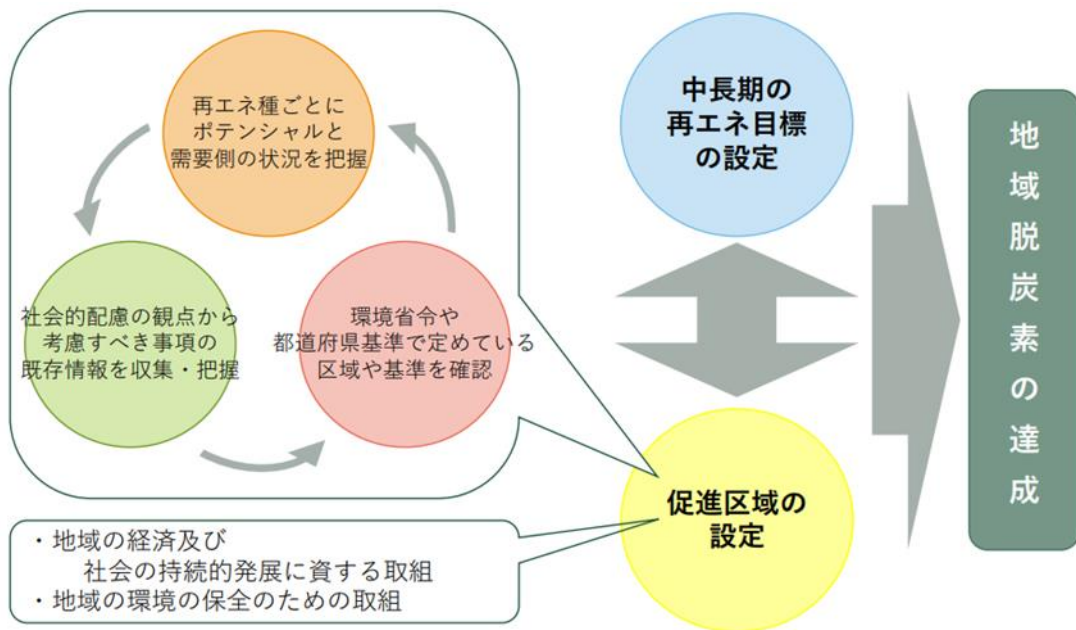 再エネ種ごとに
ポテンシャルと
需要側の状況を把握
社会的配慮の観点から
考慮すべき事項の
既存情報を収集・把握
環境省令や
都道府県基準で定めている
区域や基準を確認
・地域の経済及び
社会の持続的発展に資する取組
・地域の環境の保全のための取組
中長期の
再エネ目標
の設定
促進区域の
設定
地域脱炭素の達成